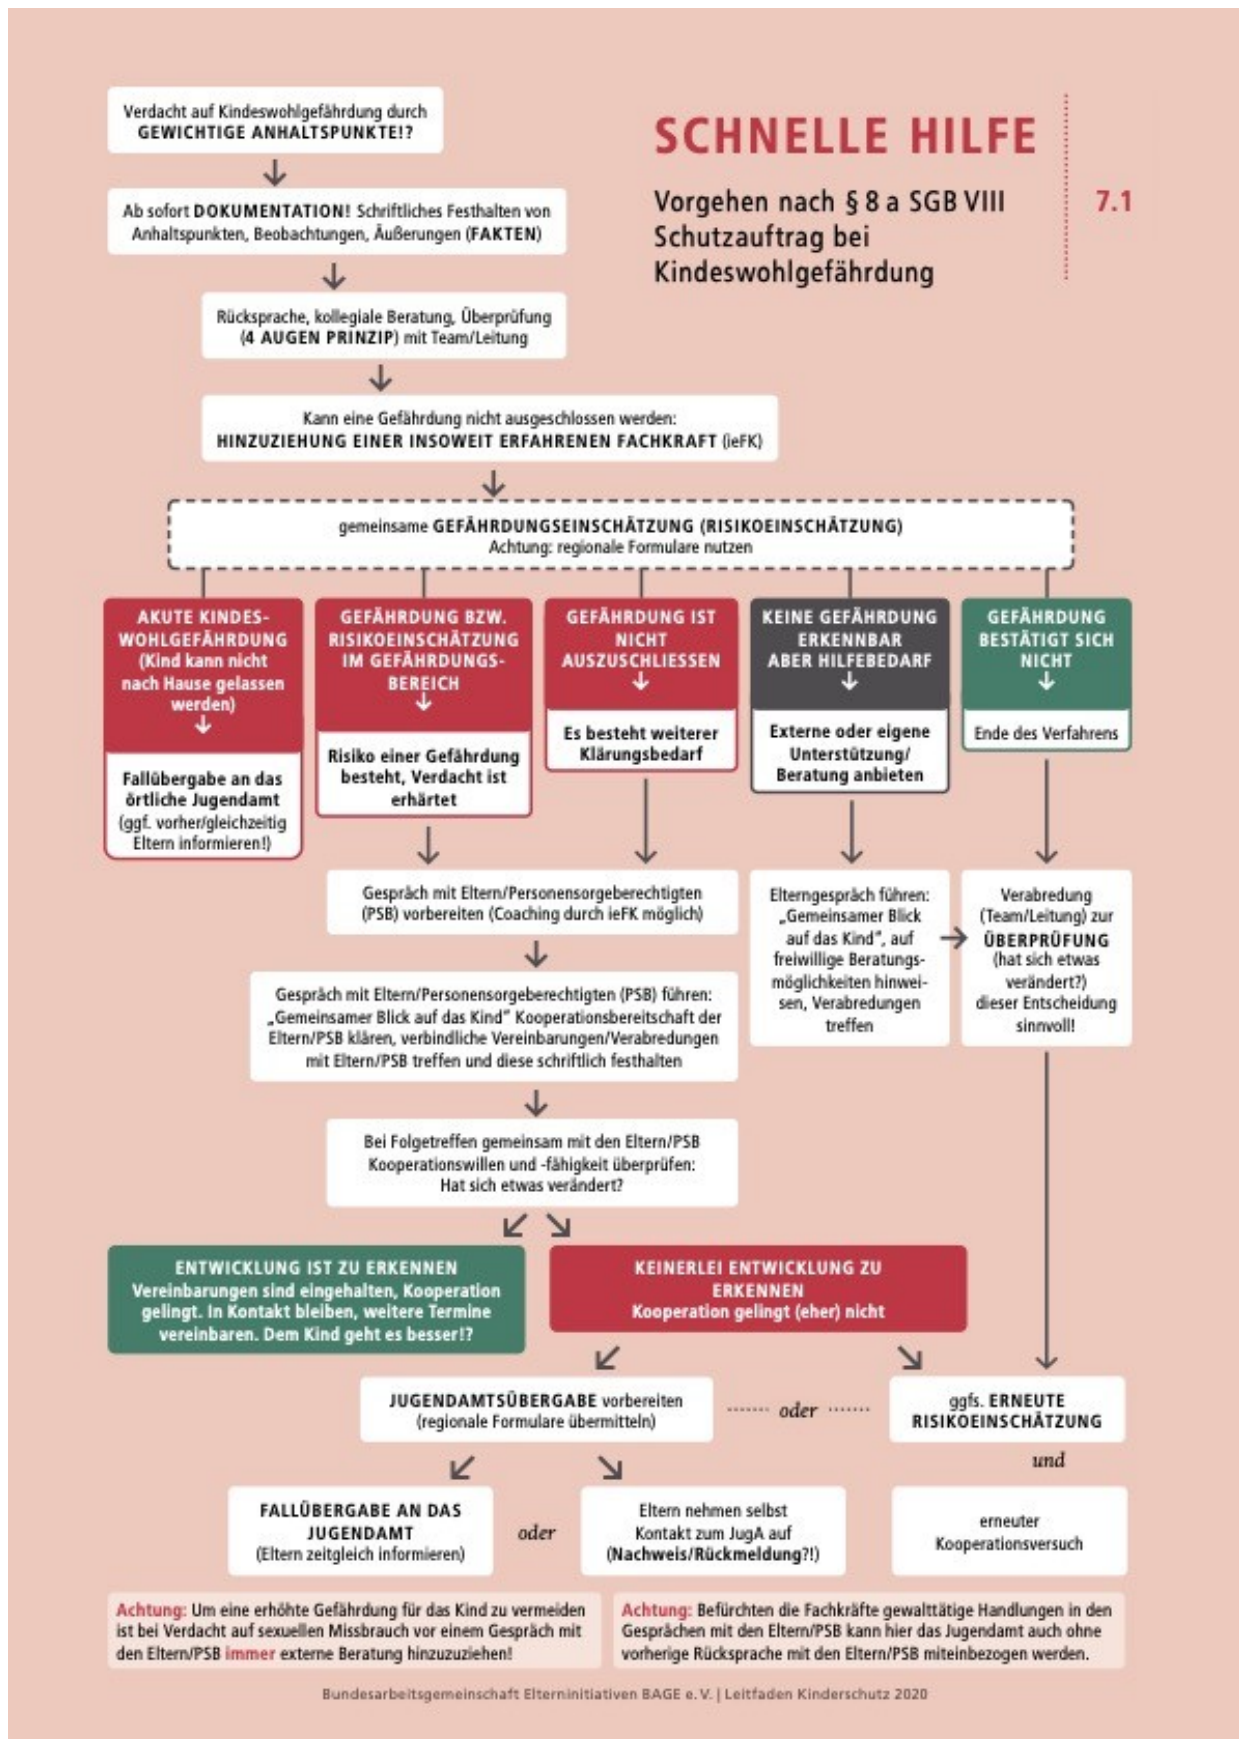 Verdacht auf Kindeswohlgefährdung durch
GEWICHTIGE ANHALTSPUNKTE!?
SCHNELLE HILFE
Vorgehen nach § 8 a SGB VIII
Schutzauftrag bei
Kindeswohlgefährdung
7.1
Ab sofort DOKUMENTATION! Schriftliches Festhalten von
Anhaltspunkten, Beobachtungen, Äußerungen (FAKTEN)
Rücksprache, kollegiale Beratung, Überprüfung
(4 AUGEN PRINZIP) mit Team/Leitung
Kann eine Gefährdung nicht ausgeschlossen werden:
HINZUZIEHUNG EINER INSOWEIT ERFAHRENEN FACHKRAFT (ieFK)
gemeinsame GEFÄHRDUNGSEINSCHÄTZUNG (RISIKOEINSCHÄTZUNG)
Achtung: regionale Formulare nutzen
AKUTE KINDES-
WOHLGEFÄHRDUNG
(Kind kann nicht
nach Hause gelassen
werden)
Fallübergabe an das
örtliche Jugendamt
(ggf. vorher/gleichzeitig
Eltern informieren!)
GEFÄHRDUNG BZW.
RISIKOEINSCHÄTZUNG
IM GEFÄHRDUNGS-
BEREICH
Risiko einer Gefährdung
besteht, Verdacht ist
erhärtet
GEFÄHRDUNG IST
NICHT
AUSZUSCHLIESSEN
Es besteht weiterer
Klärungsbedarf
KEINE GEFÄHRDUNG
ERKENNBAR
ABER HILFEBEDARF
Externe oder eigene
Unterstützung/
Beratung anbieten
GEFÄHRDUNG
BESTÄTIGT SICH
NICHT
Ende des Verfahrens
Gespräch mit Eltern/Personensorgeberechtigten
(PSB) vorbereiten (Coaching durch ieFK möglich)
Elterngespräch führen:
„Gemeinsamer Blick
auf das Kind“, auf
freiwillige Beratungs-
möglichkeiten hinwei-
sen, Verabredungen
treffen
Verabredung
(Team/Leitung) zur
ÜBERPRÜFUNG
(hat sich etwas
verändert?)
dieser Entscheidung
sinnvoll!
Gespräch mit Eltern/Personensorgeberechtigten (PSB) führen:
„Gemeinsamer Blick auf das Kind“ Kooperationsbereitschaft der
Eltern/PSB klären, verbindliche Vereinbarungen/Verabredungen
mit Eltern/PSB treffen und diese schriftlich festhalten
Bei Folgetreffen gemeinsam mit den Eltern/PSB
Kooperationswillen und -fähigkeit überprüfen:
Hat sich etwas verändert?
ENTWICKLUNG IST ZU ERKENNEN
Vereinbarungen sind eingehalten, Kooperation
gelingt. In Kontakt bleiben, weitere Termine
vereinbaren. Dem Kind geht es besser!?
KEINERLEI ENTWICKLUNG ZU
ERKENNEN
Kooperation gelingt (eher) nicht
JUGENDAMTSÜBERGABE vorbereiten
(regionale Formulare übermitteln)
oder
ggfs. ERNEUTE
RISIKOEINSCHÄTZUNG
und
FALLÜBERGABE AN DAS
JUGENDAMT
(Eltern zeitgleich informieren)
oder
Eltern nehmen selbst
Kontakt zum JugA auf
(Nachweis/Rückmeldung?!)
erneuter
Kooperationsversuch
Achtung: Um eine erhöhte Gefährdung für das Kind zu vermeiden
ist bei Verdacht auf sexuellen Missbrauch vor einem Gespräch mit
den Eltern/PSB immer externe Beratung hinzuzuziehen!
Achtung: Befürchten die Fachkräfte gewalttätige Handlungen in den
Gesprächen mit den Eltern/PSB kann hier das Jugendamt auch ohne
vorherige Rücksprache mit den Eltern/PSB miteinbezogen werden.
Bundesarbeitsgemeinschaft Elterninitiativen BAGE e. V. | Leitfaden Kinderschutz 2020